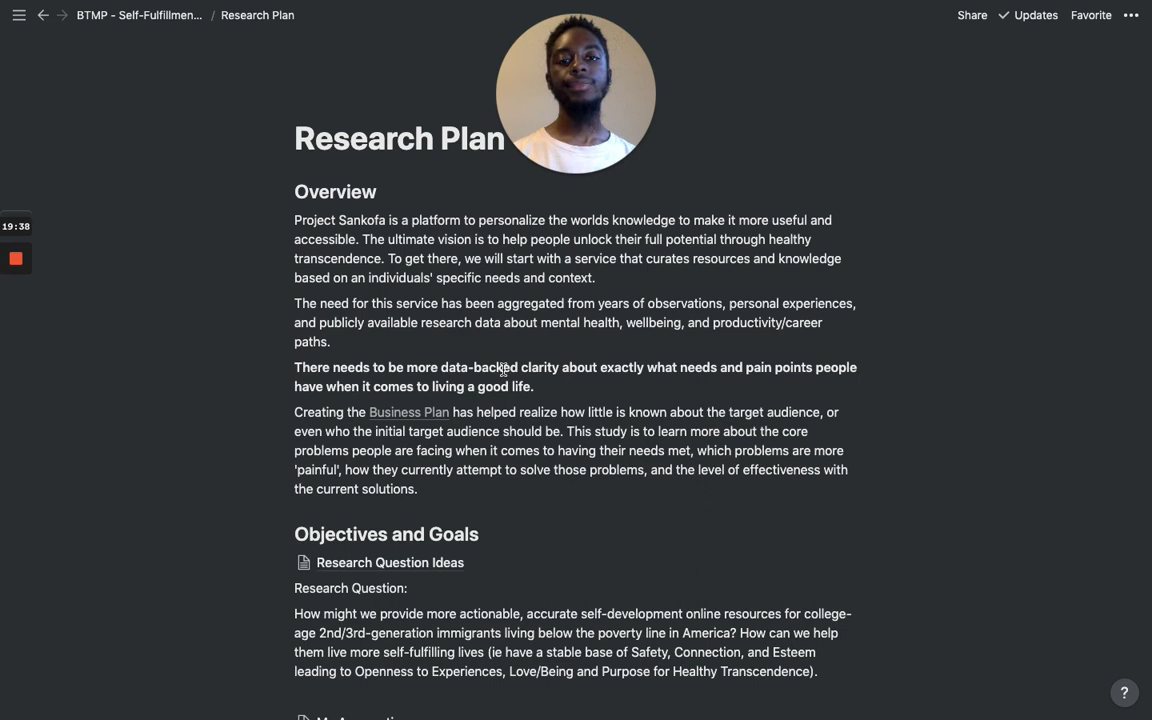 BTMP - Self-Fulfillmen... / Research Plan
Share ✓ Updates Favorite •••
Research Plan
Overview
Project Sankofa is a platform to personalize the worlds knowledge to make it more useful and
accessible. The ultimate vision is to help people unlock their full potential through healthy
transcendence. To get there, we will start with a service that curates resources and knowledge
based on an individuals' specific needs and context.
The need for this service has been aggregated from years of observations, personal experiences,
and publicly available research data about mental health, wellbeing, and productivity/career
paths.
There needs to be more data-backed clarity about exactly what needs and pain points people
have when it comes to living a good life.
Creating the Business Plan has helped realize how little is known about the target audience, or
even who the initial target audience should be. This study is to learn more about the core
problems people are facing when it comes to having their needs met, which problems are more
'painful', how they currently attempt to solve those problems, and the level of effectiveness with
the current solutions.
Objectives and Goals
Research Question Ideas
Research Question:
How might we provide more actionable, accurate self-development online resources for college-
age 2nd/3rd-generation immigrants living below the poverty line in America? How can we help
them live more self-fulfilling lives (ie have a stable base of Safety, Connection, and Esteem
leading to Openness to Experiences, Love/Being and Purpose for Healthy Transcendence).
19:38
?